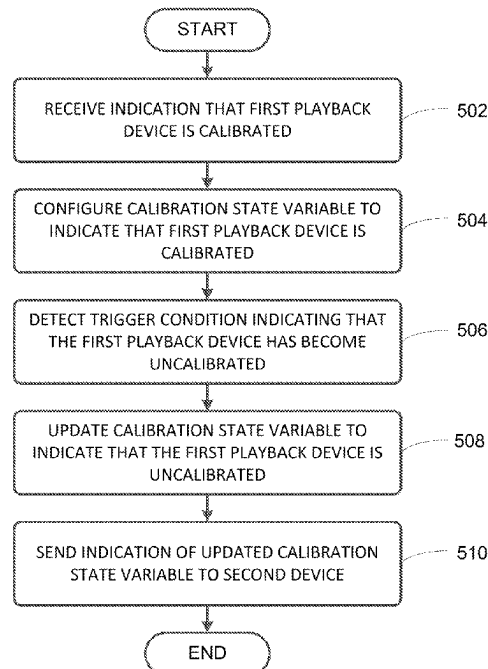 START
RECEIVE INDICATION THAT FIRST PLAYBACK
DEVICE IS CALIBRATED
502
CONFIGURE CALIBRATION STATE VARIABLE TO
INDICATE THAT FIRST PLAYBACK DEVICE IS
CALIBRATED
504
DETECT TRIGGER CONDITION INDICATING THAT
THE FIRST PLAYBACK DEVICE HAS BECOME
UNCALIBRATED
506
UPDATE CALIBRATION STATE VARIABLE TO
INDICATE THAT THE FIRST PLAYBACK DEVICE IS
UNCALIBRATED
508
SEND INDICATION OF UPDATED CALIBRATION
STATE VARIABLE TO SECOND DEVICE
510
END